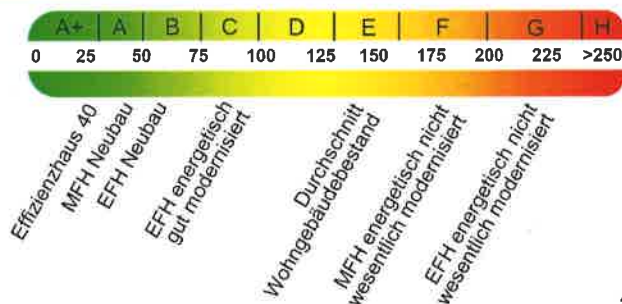 A+ A B C D E F G H
0 25 50 75 100 125 150 175 200 225 >250
Effizienzhaus 40
MFH Neubau
EFH Neubau
EFH energetisch
gut modernisiert
Durchschnitt
Wohngebäudebestand
MFH energetisch nicht
wesentlich modernisiert
EFH energetisch nicht
wesentlich modernisiert